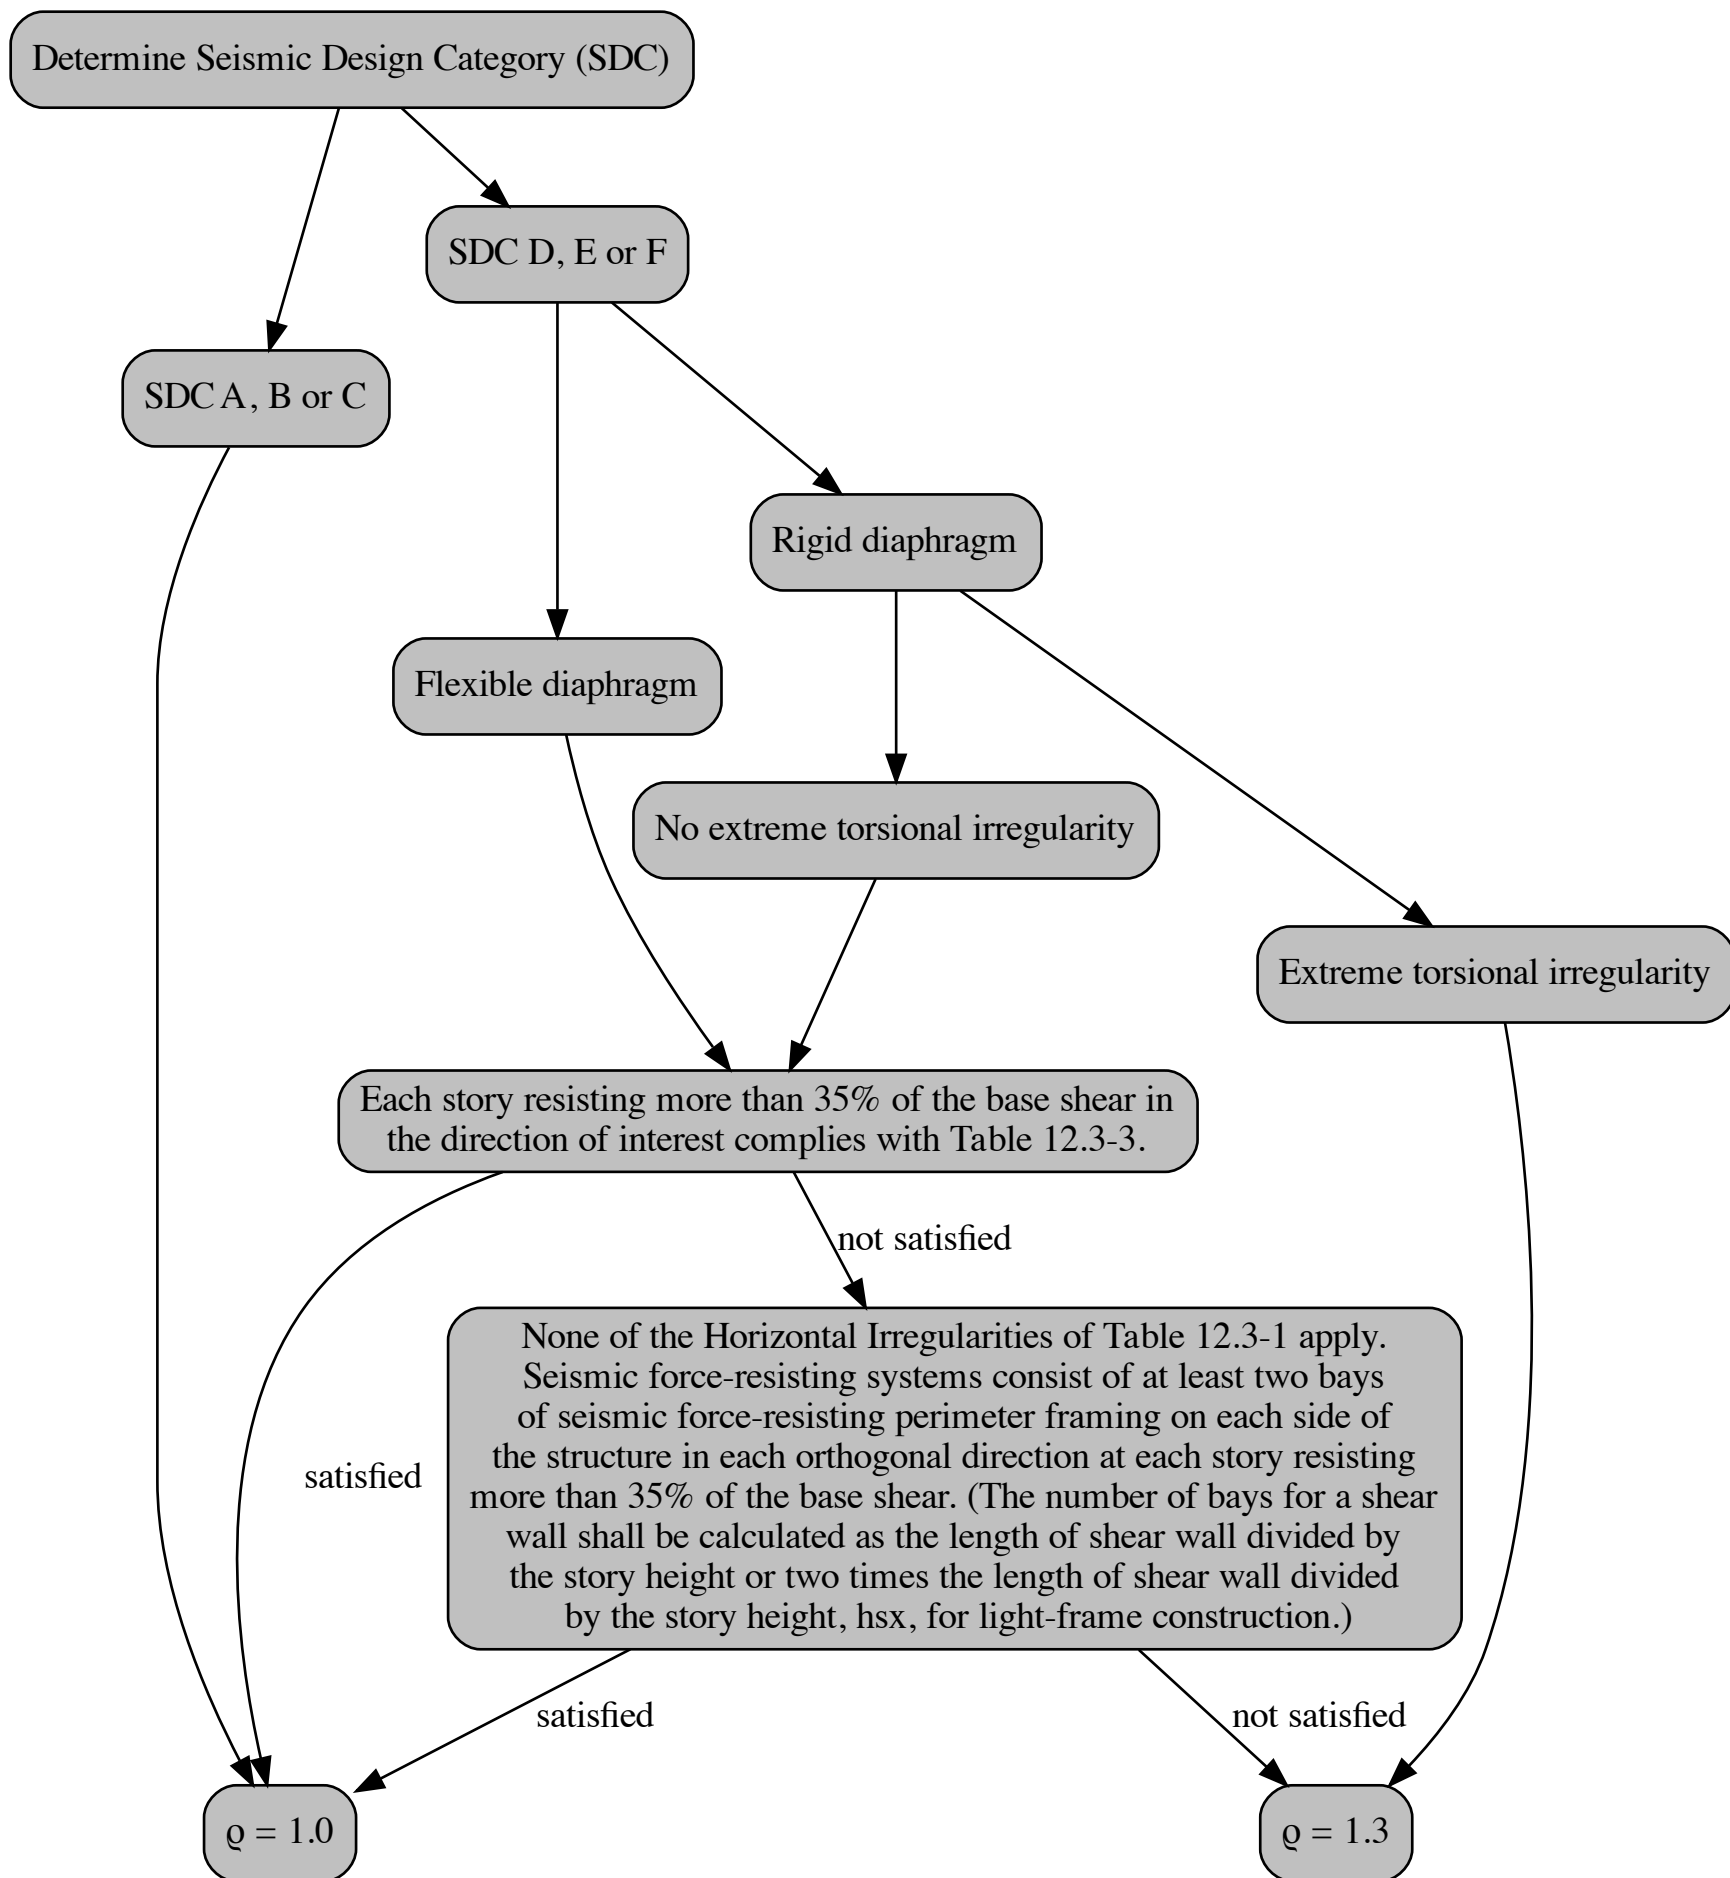 Determine Seismic Design Category (SDC)
SDC D, E or F
SDC A, B or C
Rigid diaphragm
Flexible diaphragm
No extreme torsional irregularity
Extreme torsional irregularity
Each story resisting more than 35% of the base shear in
the direction of interest complies with Table 12.3-3.
not satisfied
None of the Horizontal Irregularities of Table 12.3-1 apply.
Seismic force-resisting systems consist of at least two bays
of seismic force-resisting perimeter framing on each side of
the structure in each orthogonal direction at each story resisting
more than 35% of the base shear. (The number of bays for a shear
wall shall be calculated as the length of shear wall divided by
the story height or two times the length of shear wall divided
by the story height, hsx, for light-frame construction.)
satisfied
satisfied
not satisfied
ϱ = 1.0
ϱ = 1.3